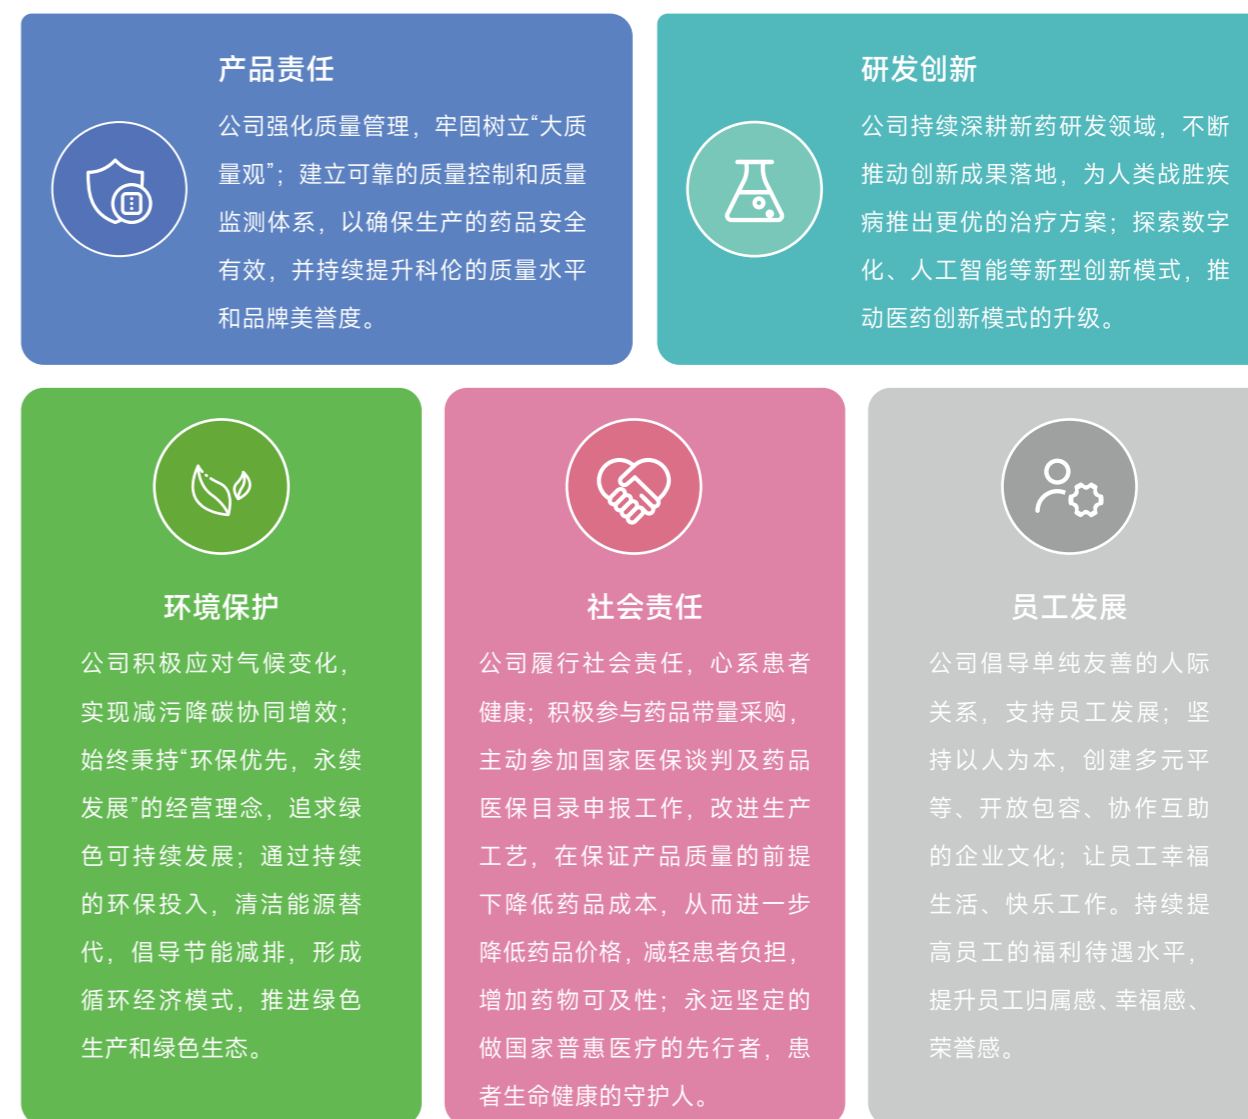 产品责任
公司强化质量管理，牢固树立“大质
量观”；建立可靠的质量控制和质量
监测体系，以确保生产的药品安全
有效，并持续提升科伦的质量水平
和品牌美誉度。
研发创新
公司持续深耕新药研发领域，不断
推动创新成果落地，为人类战胜疾
病推出更优的治疗方案；探索数字
化、人工智能等新型创新模式，推
动医药创新模式的升级。
环境保护
公司积极应对气候变化，
实现减污降碳协同增效；
始终秉持“环保优先，永续
发展”的经营理念，追求绿
色可持续发展；通过持续
的环保投入，清洁能源替
代，倡导节能减排，形成
循环经济模式，推进绿色
生产和绿色生态。
社会责任
公司履行社会责任，心系患者
健康；积极参与药品带量采购，
主动参加国家医保谈判及药品
医保目录申报工作，改进生产
工艺，在保证产品质量的前提
下降低药品成本，从而进一步
降低药品价格，减轻患者负担，
增加药物可及性；永远坚定的
做国家普惠医疗的先行者，患
者生命健康的守护人。
员工发展
公司倡导单纯友善的人际
关系，支持员工发展；坚
持以人为本，创建多元平
等、开放包容、协作互助
的企业文化；让员工幸福
生活、快乐工作。持续提
高员工的福利待遇水平，
提升员工归属感、幸福感、
荣誉感。